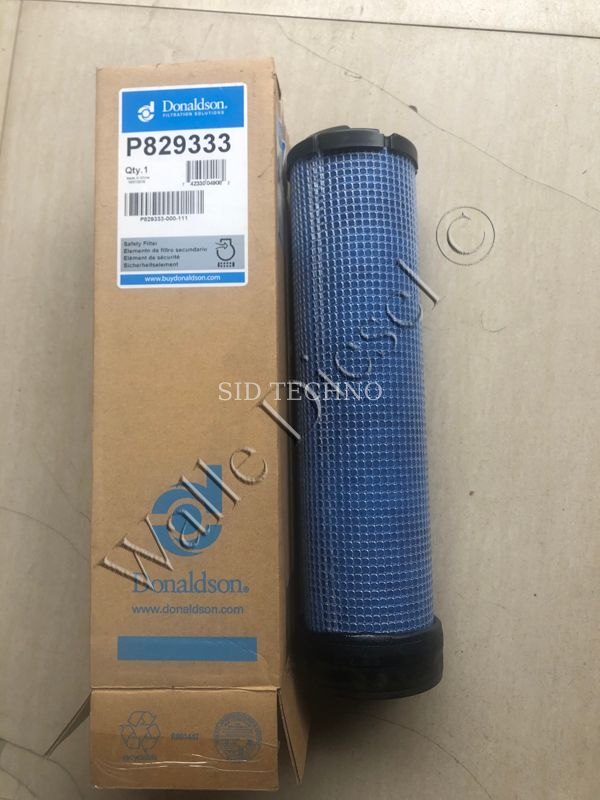 Donaldson®
FILTRATION SOLUTIONS
P829333
Qty.1
Made in China
P829333-000-111
Safety Filter
Elemento de filtro secundario
Elément de sécurité
Sicherheitselement
www.buydonaldson.com
Walle Diesel ©
SID TECHNO
Donaldson®
www.donaldson.com